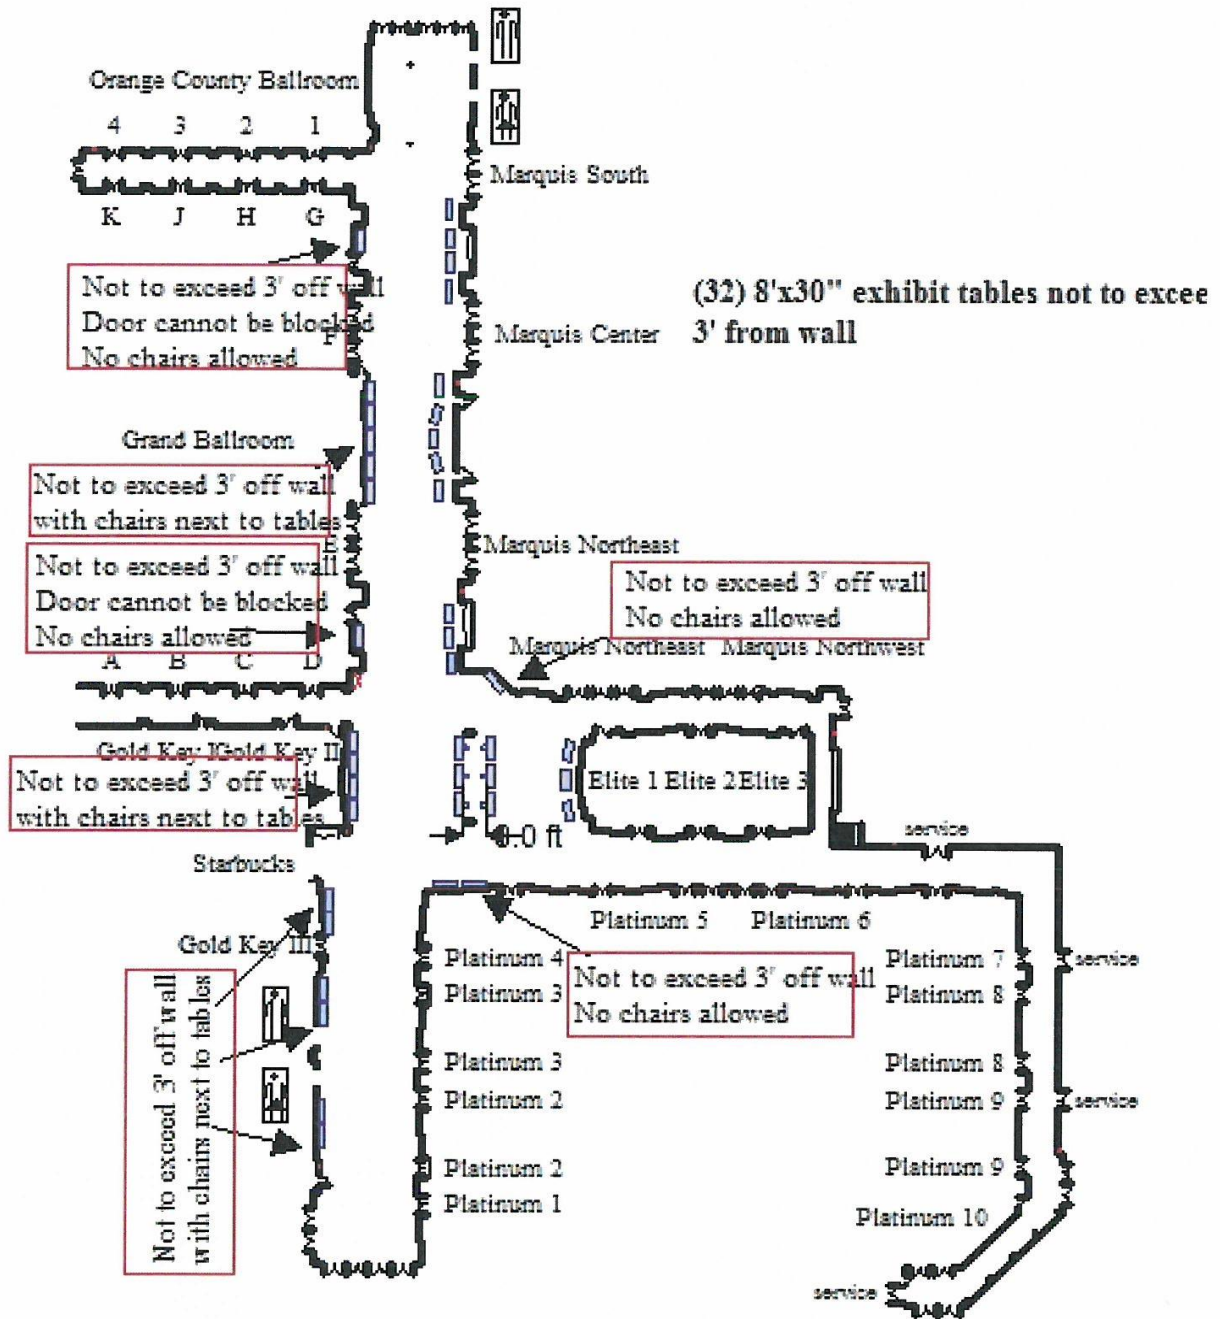 Orange County Ballroom
4 3 2 1
Marquis South
K J H G
Not to exceed 3' off wall
Door cannot be blocked
No chairs allowed
F
(32) 8'x30" exhibit tables not to excee
3' from wall
Marquis Center
Grand Ballroom
Not to exceed 3' off wall
with chairs next to tables
E
Marquis Northeast
Not to exceed 3' off wall
Door cannot be blocked
No chairs allowed
Not to exceed 3' off wall
No chairs allowed
Marquis Northeast Marquis Northwest
A B C D
Gold Key I Gold Key II
Not to exceed 3' off wall
with chairs next to tables
Elite 1 Elite 2 Elite 3
0 ft
service
Starbucks
Platinum 5 Platinum 6
Gold Key III
Platinum 4
Platinum 3
Not to exceed 3' off wall
No chairs allowed
Platinum 7
service
Platinum 8
Not to exceed 3' off wall
with chairs next to tables
Platinum 3
Platinum 8
Platinum 2
Platinum 9
service
Platinum 2
Platinum 9
Platinum 1
Platinum 10
service